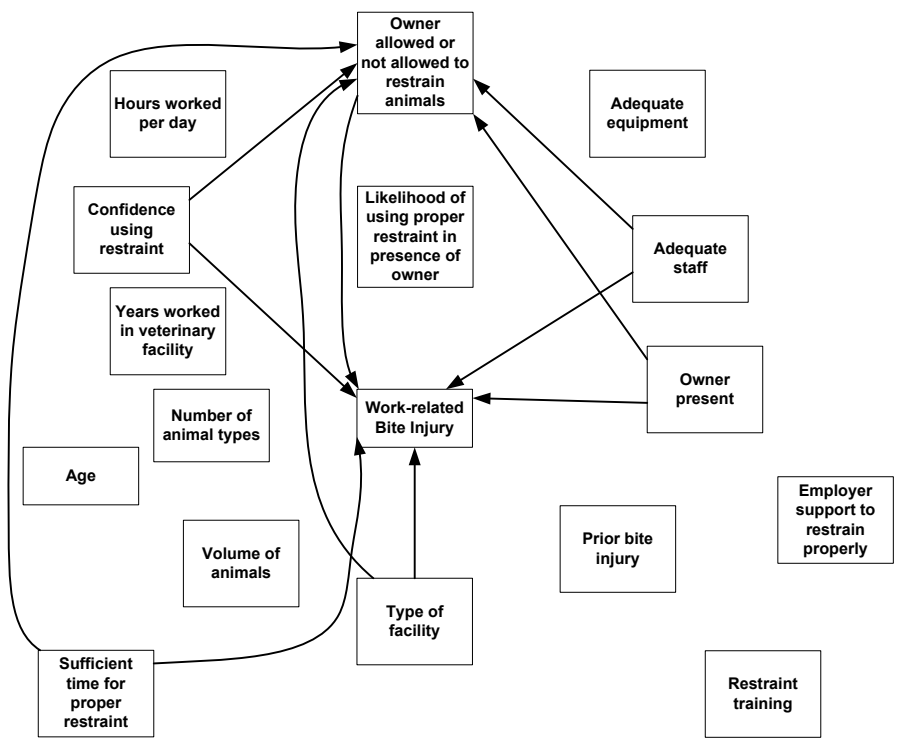 Owner
allowed or
not allowed to
restrain
animals
Hours worked
per day
Adequate
equipment
Confidence
using
restraint
Likelihood of
using proper
restraint in
presence of
owner
Adequate
staff
Years worked
in veterinary
facility
Owner
present
Number of
animal types
Work-related
Bite Injury
Age
Employer
support to
restrain
properly
Volume of
animals
Prior bite
injury
Type of
facility
Sufficient
time for
proper
restraint
Restraint
training